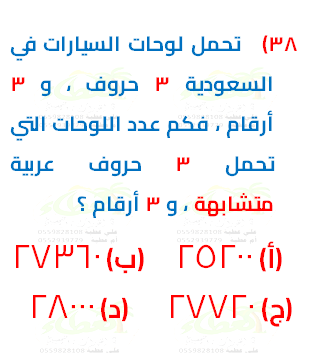 ٣٨) تحمل لوحات السيارات في
السعودية ٣ حروف ، و ٣
أرقام ، فكم عدد اللوحات التي
تحمل ٣ حروف عربية
متشابهة ، و ٣ أرقام ؟
(أ) ٢٥٢٠٠ (ب) ٢٧٣٦٠
(ج) ٢٧٧٢٠ (د) ٢٨٠٠٠